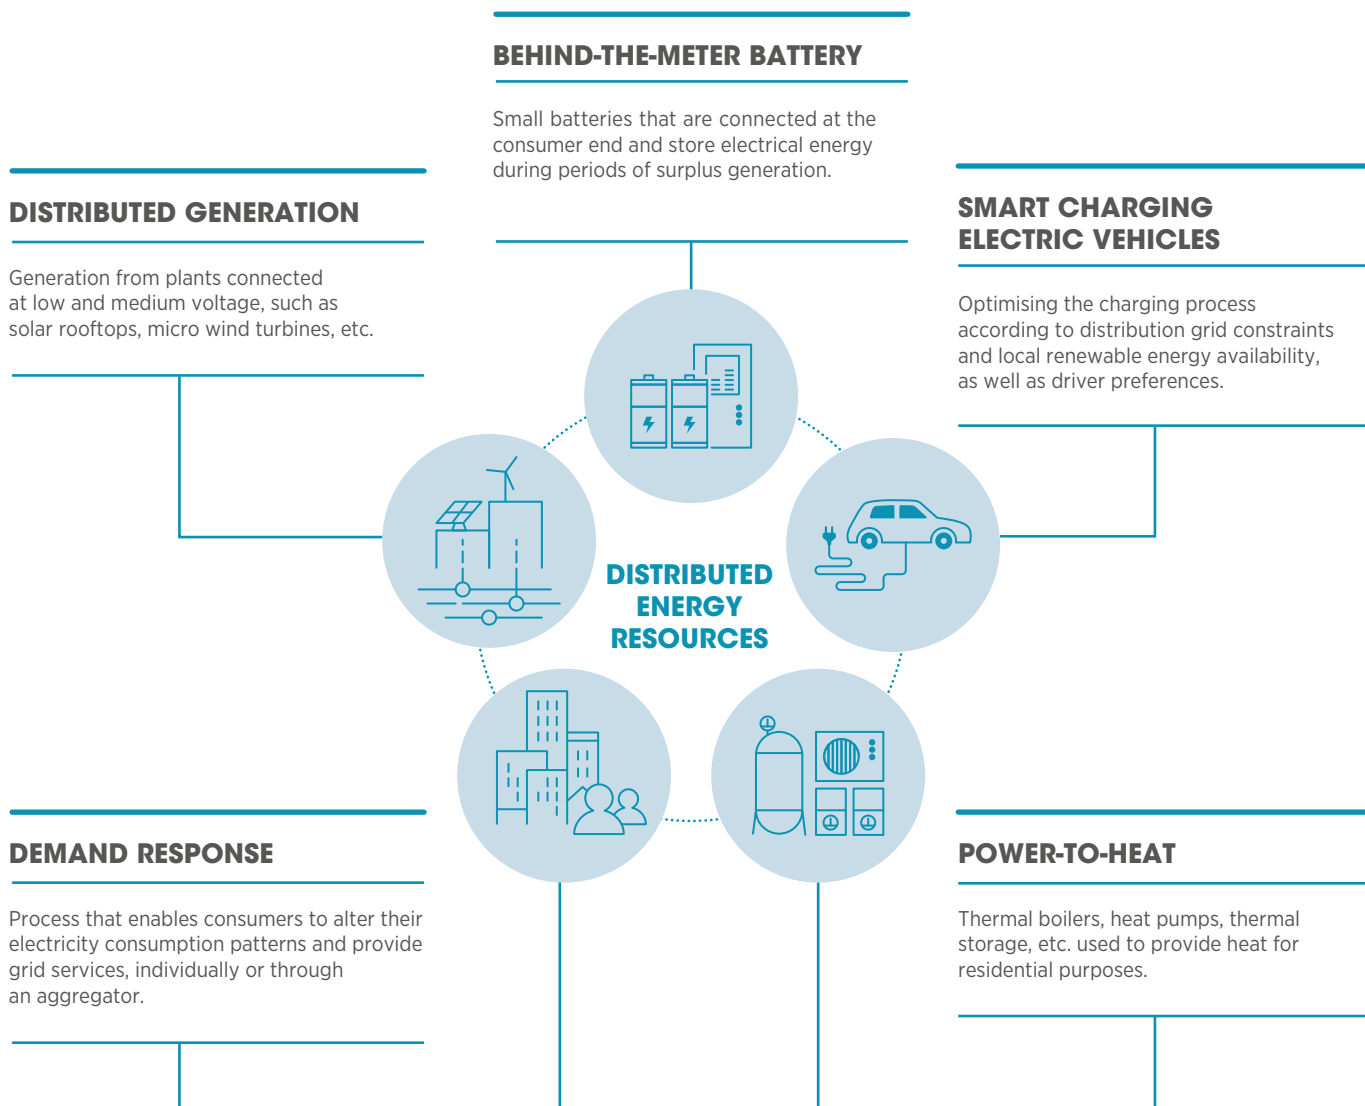 BEHIND-THE-METER BATTERY
Small batteries that are connected at the
consumer end and store electrical energy
during periods of surplus generation.
DISTRIBUTED GENERATION
Generation from plants connected
at low and medium voltage, such as
solar rooftops, micro wind turbines, etc.
SMART CHARGING
ELECTRIC VEHICLES
Optimising the charging process
according to distribution grid constraints
and local renewable energy availability,
as well as driver preferences.
DISTRIBUTED
ENERGY
RESOURCES
DEMAND RESPONSE
Process that enables consumers to alter their
electricity consumption patterns and provide
grid services, individually or through
an aggregator.
POWER-TO-HEAT
Thermal boilers, heat pumps, thermal
storage, etc. used to provide heat for
residential purposes.